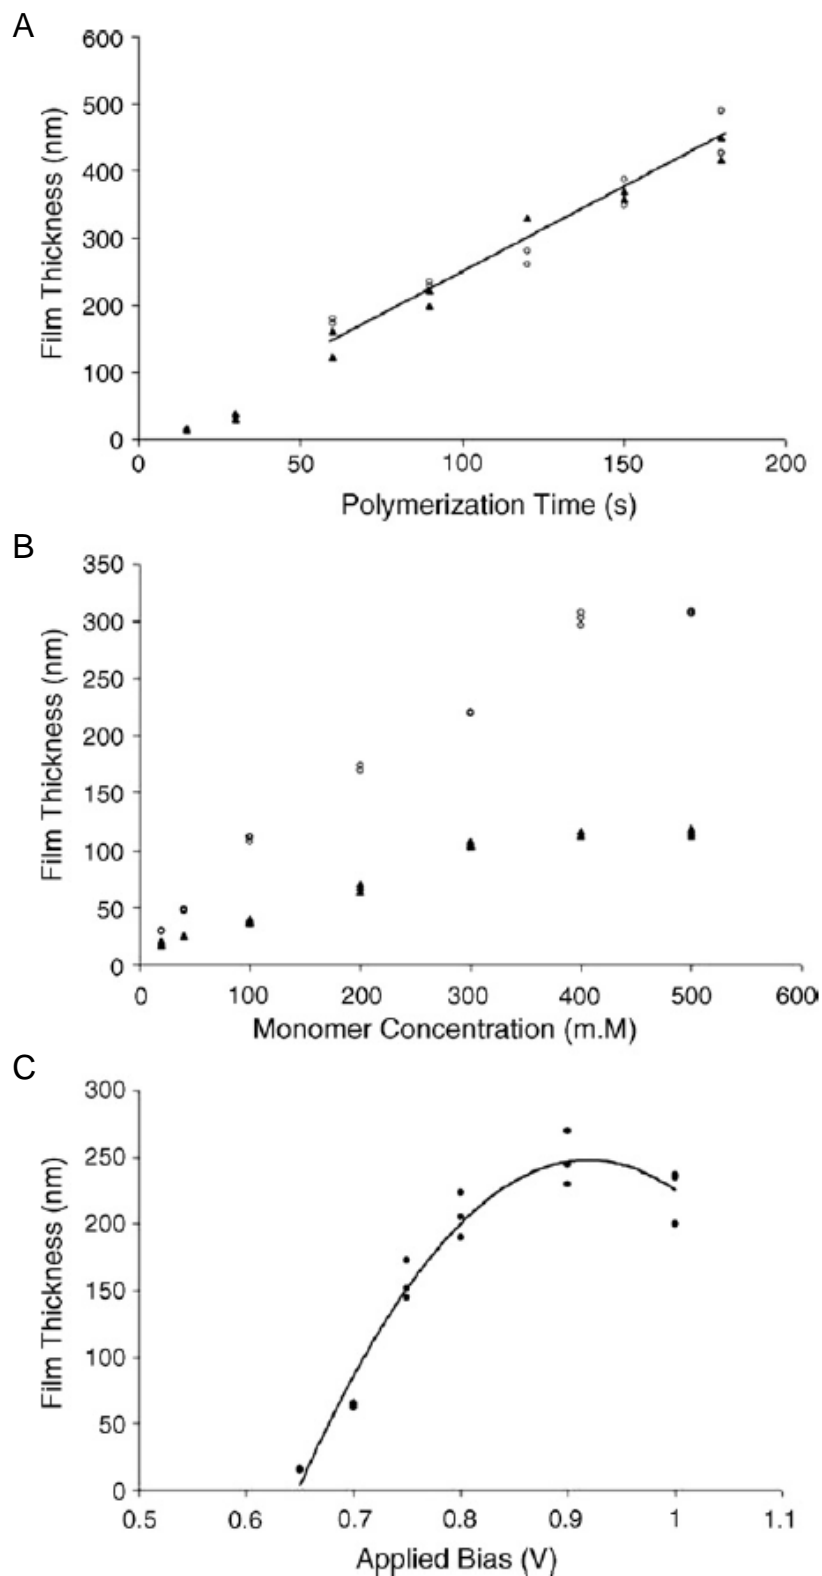 A
600
500
400
300
200
100
0
Film Thickness (nm)
0 50 100 150 200
Polymerization Time (s)
B
350
300
250
200
150
100
50
0
Film Thickness (nm)
0 100 200 300 400 500 600
Monomer Concentration (m.M)
C
300
250
200
150
100
50
0
Film Thickness (nm)
0.5 0.6 0.7 0.8 0.9 1 1.1
Applied Bias (V)